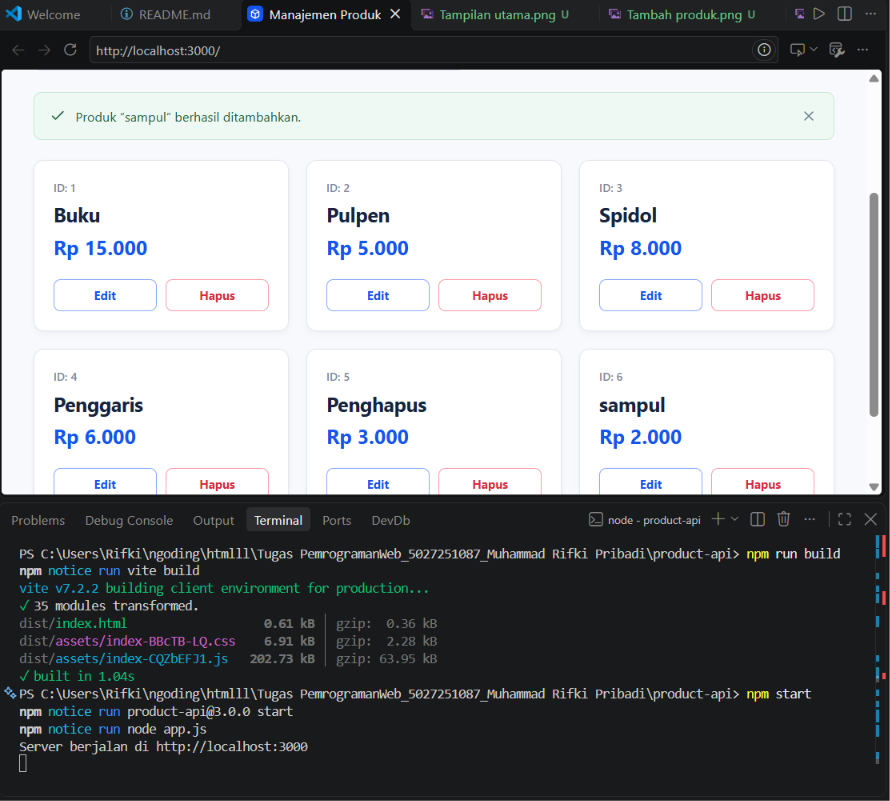 Welcome README.md Manajemen Produk Tampilan utama.png U Tambah produk.png U
http://localhost:3000/
Produk “sampul” berhasil ditambahkan.
ID: 1
Buku
Rp 15.000
Edit Hapus
ID: 2
Pulpen
Rp 5.000
Edit Hapus
ID: 3
Spidol
Rp 8.000
Edit Hapus
ID: 4
Penggaris
Rp 6.000
Edit Hapus
ID: 5
Penghapus
Rp 3.000
Edit Hapus
ID: 6
sampul
Rp 2.000
Edit Hapus
Problems Debug Console Output Terminal Ports DevDb node - product-api
PS C:\Users\Rifki\ngoding\htmlll\Tugas PemrogramanWeb_5027251087_Muhammad Rifki Pribadi\product-api> npm run build
npm notice run vite build
vite v7.2.2 building client environment for production...
✓ 35 modules transformed.
dist/index.html 0.61 kB │ gzip: 0.36 kB
dist/assets/index-BBcTB-LQ.css 6.91 kB │ gzip: 2.28 kB
dist/assets/index-CQZbEFJ1.js 202.73 kB │ gzip: 63.95 kB
✓ built in 1.04s
PS C:\Users\Rifki\ngoding\htmlll\Tugas PemrogramanWeb_5027251087_Muhammad Rifki Pribadi\product-api> npm start
npm notice run product-api@3.0.0 start
npm notice run node app.js
Server berjalan di http://localhost:3000